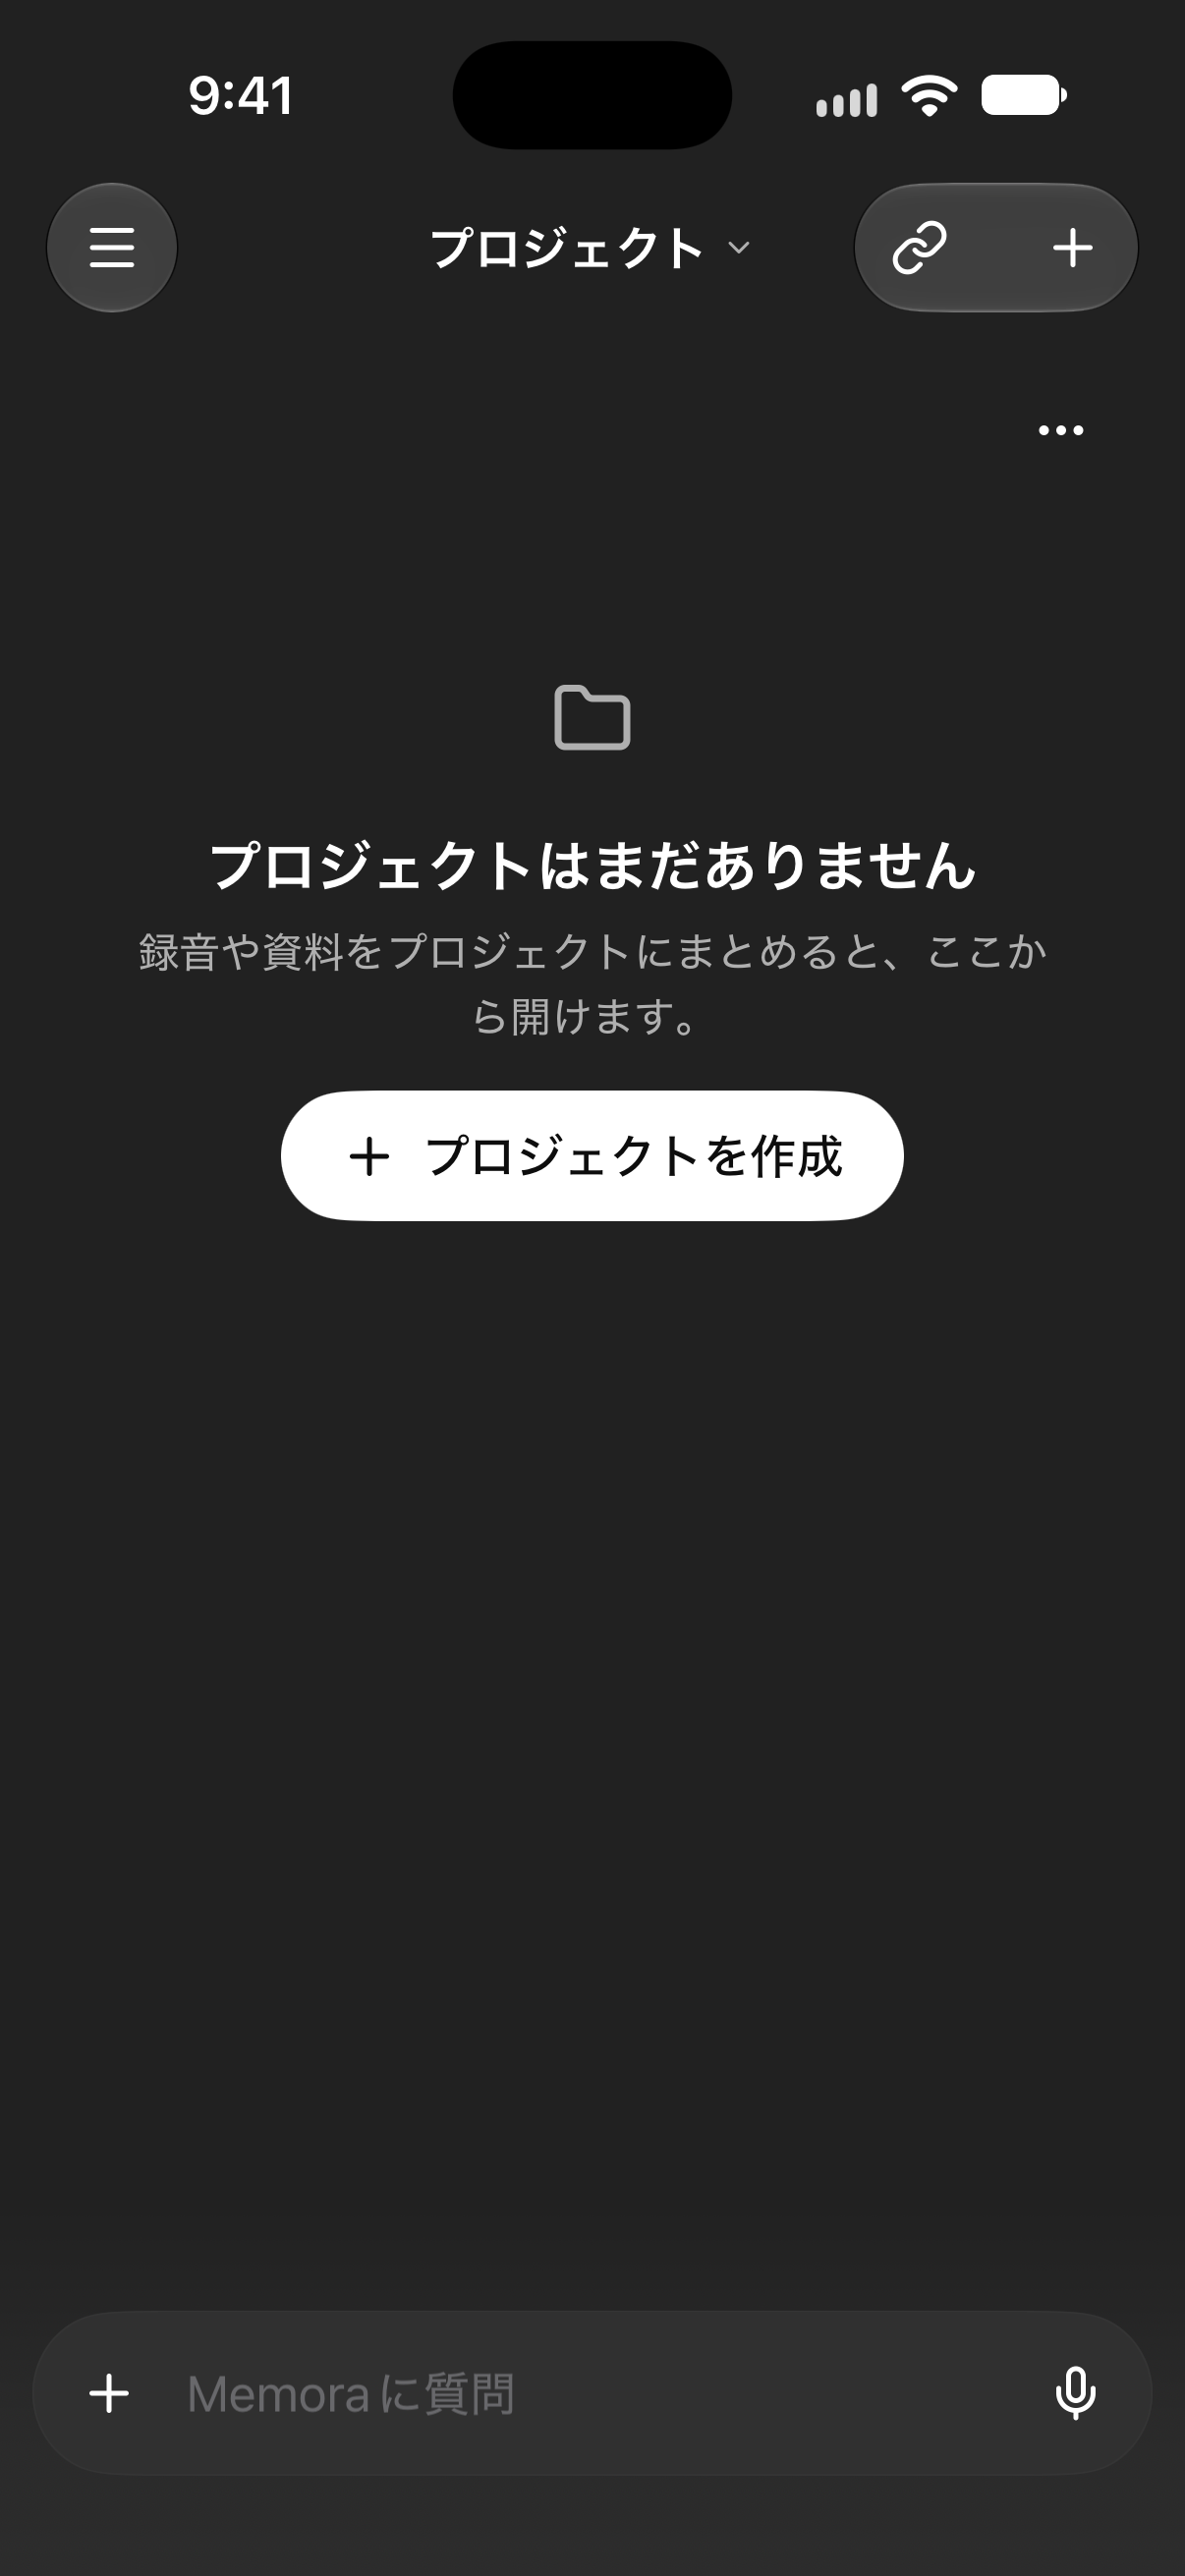 9:41
プロジェクト
プロジェクトはまだありません
録音や資料をプロジェクトにまとめると、ここか
ら開けます。
プロジェクトを作成
Memoraに質問